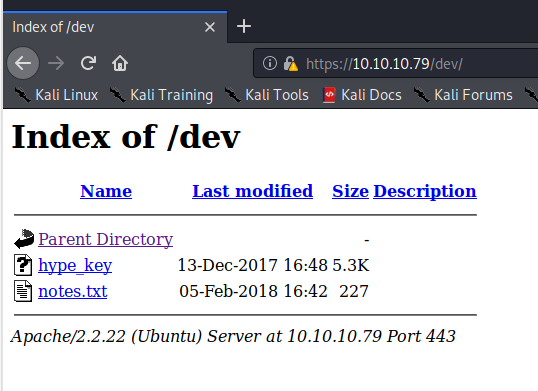 Index of /dev
https://10.10.10.79/dev/
Kali Linux Kali Training Kali Tools Kali Docs Kali Forums
Index of /dev
Name Last modified Size Description
Parent Directory -
hype_key 13-Dec-2017 16:48 5.3K
notes.txt 05-Feb-2018 16:42 227
Apache/2.2.22 (Ubuntu) Server at 10.10.10.79 Port 443